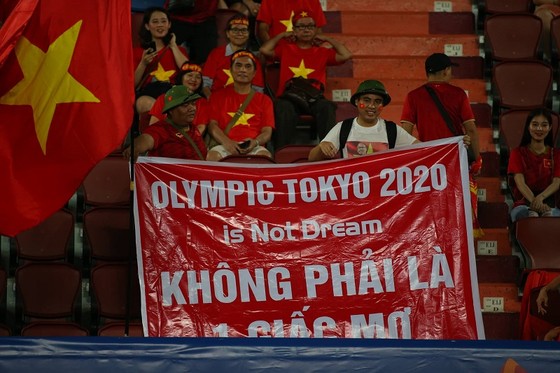 OLYMPIC TOKYO 2020
is Not Dream
KHÔNG PHẢI LÀ
1 GIẤC MƠ